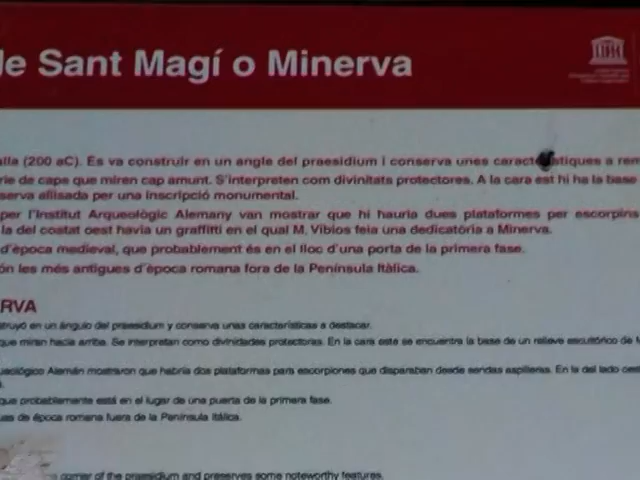 de Sant Magí o Minerva
alla (200 aC). Es va construir en un angle del praesidium i conserva unes característiques a rem
rie de caps que miren cap amunt. S'interpreten com divinitats protectores. A la cara est hi ha la base
serva afilsada per una inscripció monumental.
per l'Institut Arqueològic Alemany van mostrar que hi hauria dues plataformes per escorpins
la del costat oest havia un graffitti en el qual M. Vibios feia una dedicatòria a Minerva.
d'època medieval, que probablement és en el lloc d'una porta de la primera fase.
ón les més antigues d'època romana fora de la Península Itàlica.
RVA
struyó en un ángulo del praesidium y conserva unas características a destacar.
que miran hacia arriba. Se interpretan como divinidades protectoras. En la cara este se encuentra la base de un relieve escultórico de M
ueológico Alemán mostraron que habría dos plataformas para escorpiones que disparaban desde sendas aspilleras. En la del lado oest
que probablemente está en el lugar de una puerta de la primera fase.
uas de época romana fuera de la Península Itálica.
corner of the praesidium and preserves some noteworthy features.